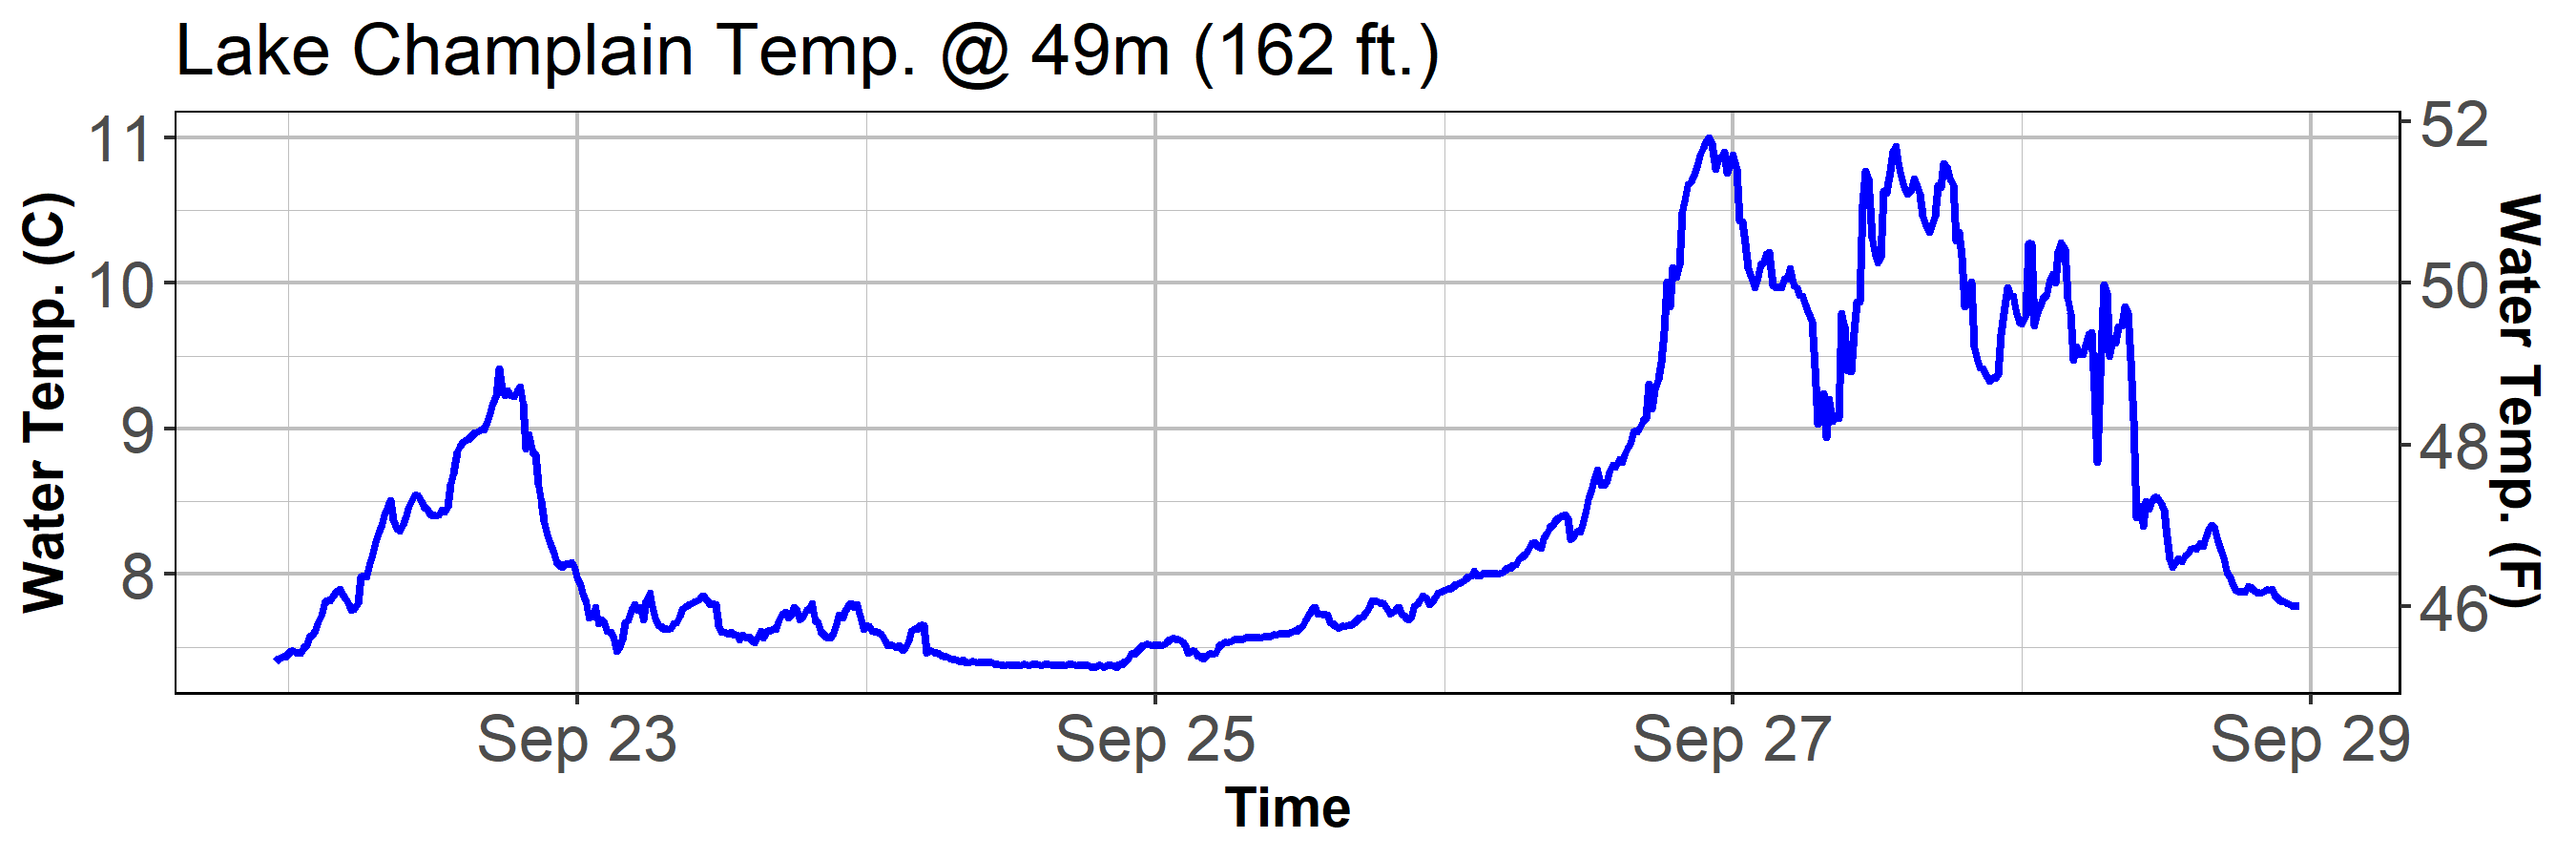 Lake Champlain Temp. @ 49m (162 ft.)
Water Temp. (C)
11
10
9
8
52
50
48
46
Water Temp. (F)
Sep 23
Sep 25
Sep 27
Sep 29
Time